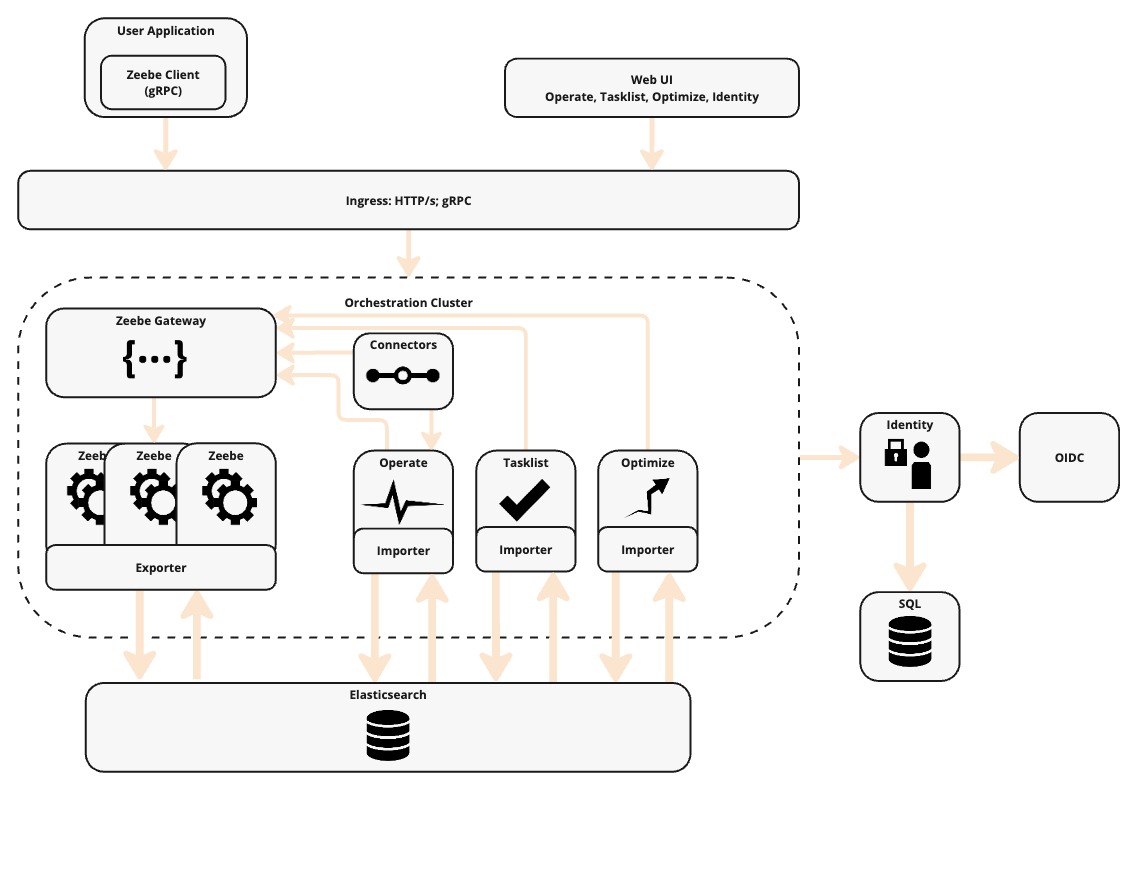 User Application
Zeebe Client
(gRPC)
Web UI
Operate, Tasklist, Optimize, Identity
Ingress: HTTP/s; gRPC
Orchestration Cluster
Zeebe Gateway
{···}
Connectors
Zeeb
Zeebe
Zeebe
Exporter
Operate
Importer
Tasklist
Importer
Optimize
Importer
Identity
OIDC
SQL
Elasticsearch